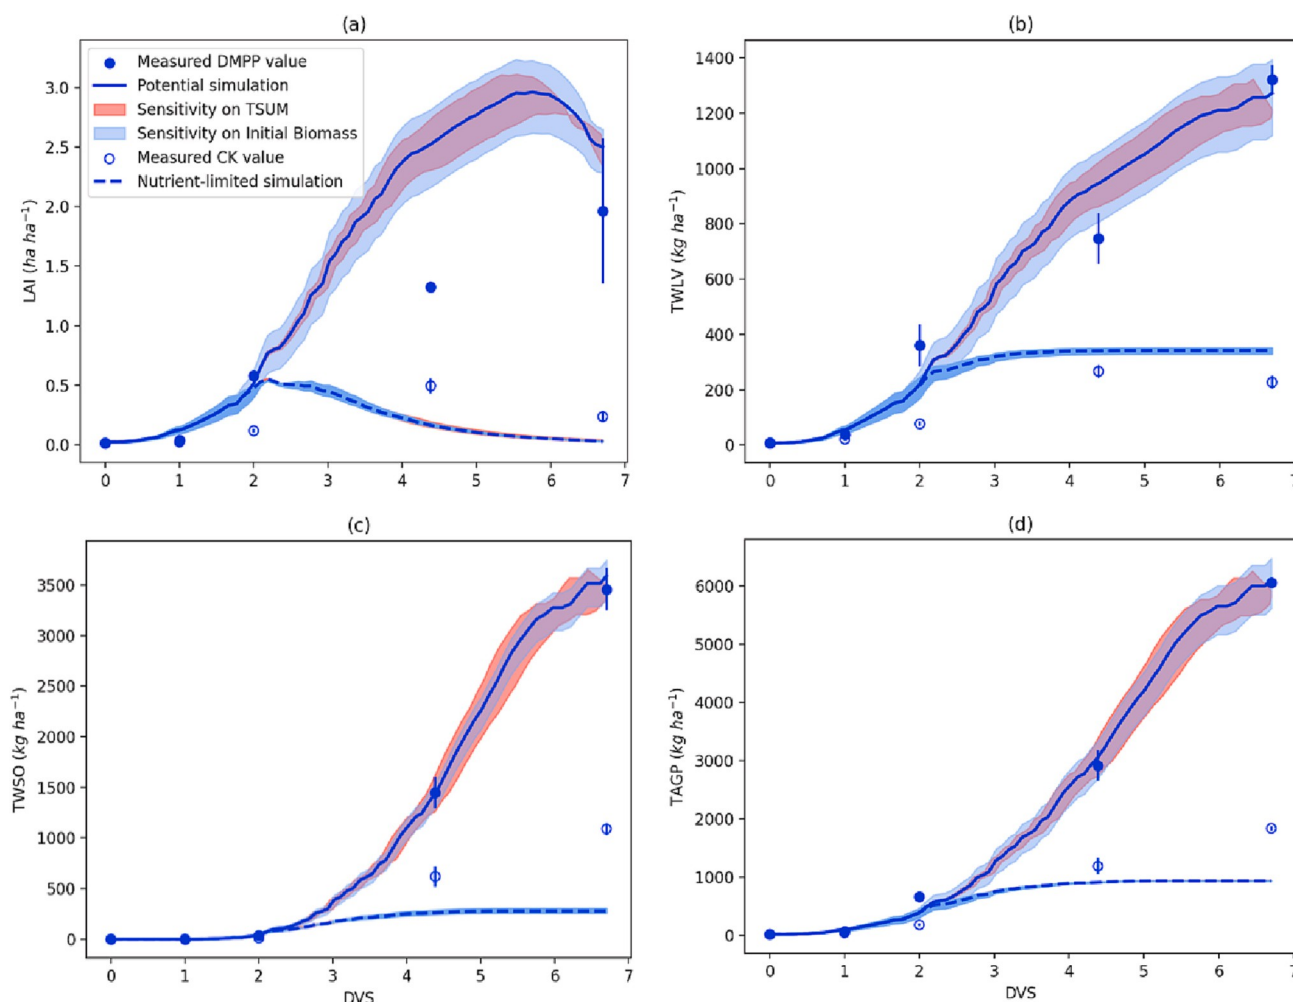 (a)
3.0
2.5
2.0
1.5
1.0
0.5
0.0
LAI (ha ha⁻¹)
Measured DMPP value
Potential simulation
Sensitivity on TSUM
Sensitivity on Initial Biomass
Measured CK value
Nutrient-limited simulation
0 1 2 3 4 5 6 7
(b)
1400
1200
1000
800
600
400
200
0
TWLV (kg ha⁻¹)
0 1 2 3 4 5 6 7
(c)
3500
3000
2500
2000
1500
1000
500
0
TWSO (kg ha⁻¹)
0 1 2 3 4 5 6 7
DVS
(d)
6000
5000
4000
3000
2000
1000
0
TAGP (kg ha⁻¹)
0 1 2 3 4 5 6 7
DVS